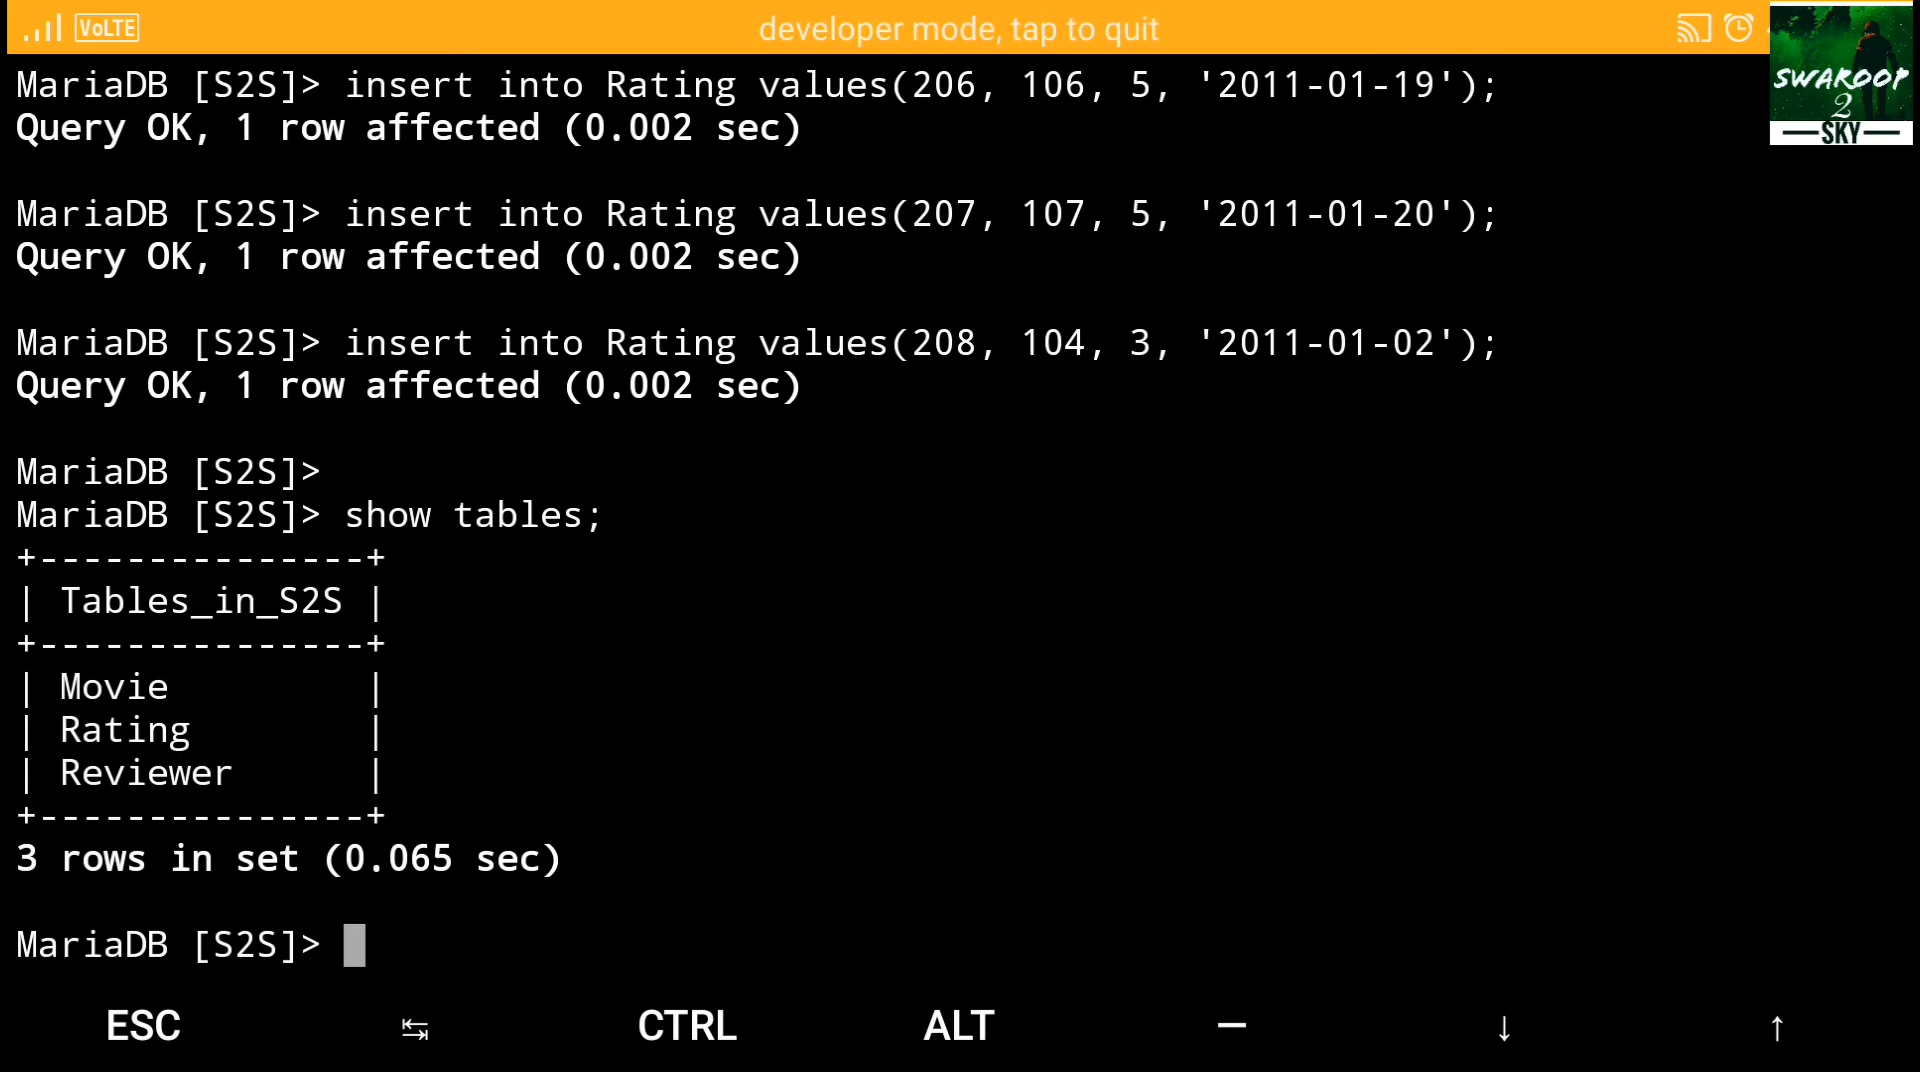 VoLTE developer mode, tap to quit
SWAROOP
2
SKY
MariaDB [S2S]> insert into Rating values(206, 106, 5, '2011-01-19');
Query OK, 1 row affected (0.002 sec)
MariaDB [S2S]> insert into Rating values(207, 107, 5, '2011-01-20');
Query OK, 1 row affected (0.002 sec)
MariaDB [S2S]> insert into Rating values(208, 104, 3, '2011-01-02');
Query OK, 1 row affected (0.002 sec)
MariaDB [S2S]>
MariaDB [S2S]> show tables;
+---------------+
| Tables_in_S2S |
+---------------+
| Movie         |
| Rating        |
| Reviewer      |
+---------------+
3 rows in set (0.065 sec)
MariaDB [S2S]>
ESC ↹ CTRL ALT — ↓ ↑